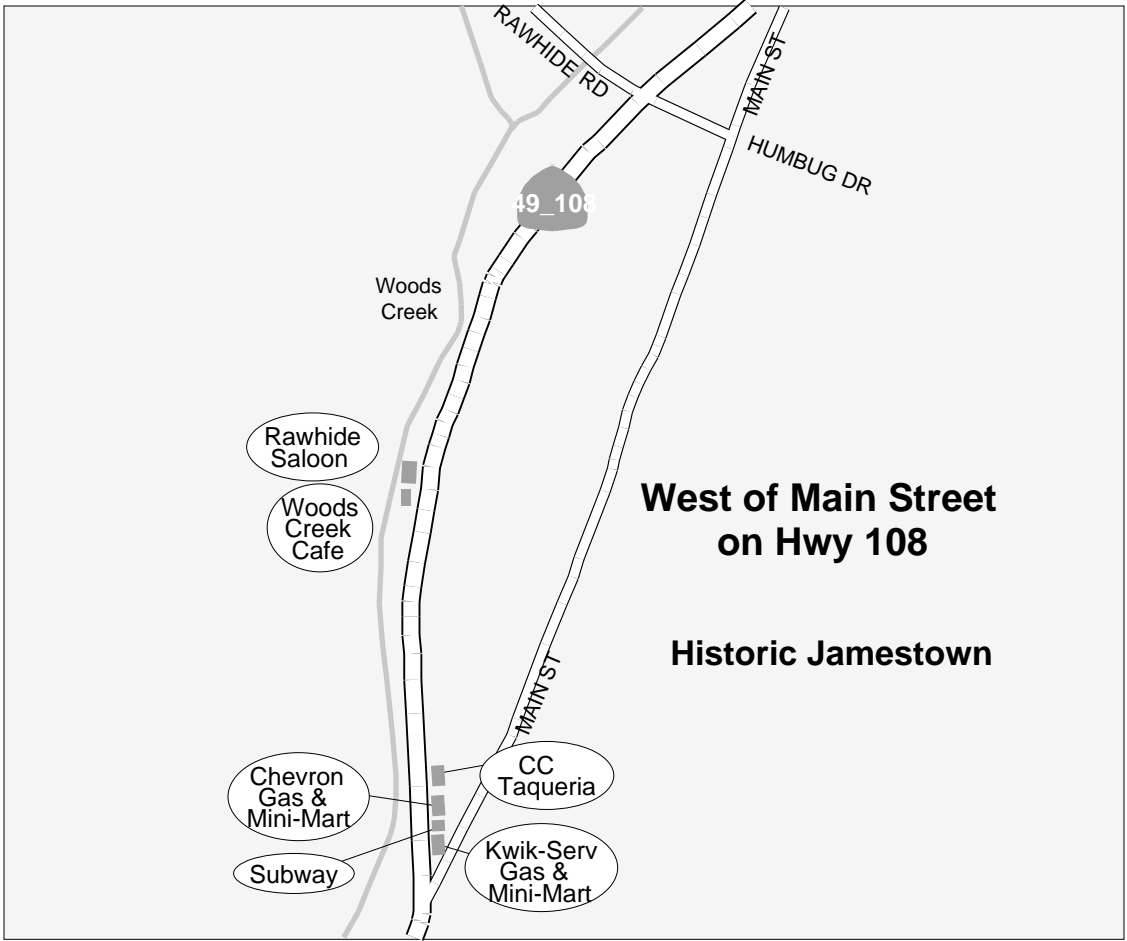 RAWHIDE RD
MAIN ST
HUMBUG DR
49_108
Woods
Creek
Rawhide
Saloon
Woods
Creek
Cafe
West of Main Street
on Hwy 108
Historic Jamestown
MAIN ST
CC
Taqueria
Chevron
Gas &
Mini-Mart
Subway
Kwik-Serv
Gas &
Mini-Mart